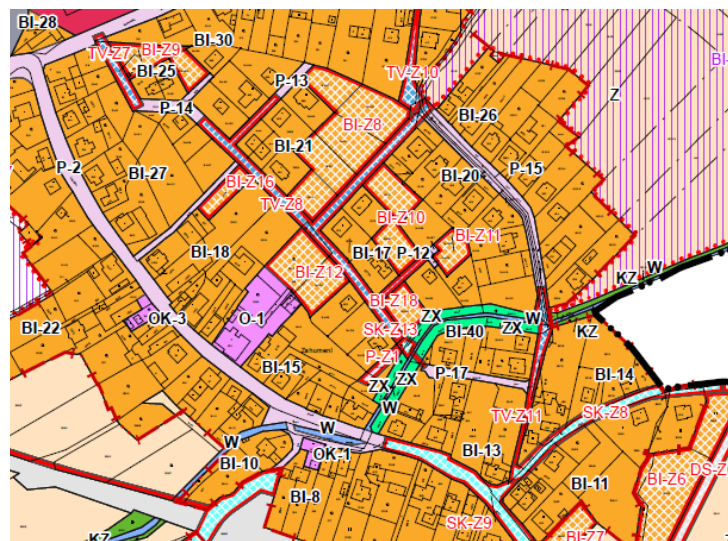 BI-28
BI-30
TV-Z7
BI-Z9
BI-25
P-13
TV-Z10
P-14
BI-Z8
BI-26
Z
BI-21
P-2
BI-27
BI-20
P-15
BI-Z16
TV-Z8
BI-Z10
BI-18
BI-17
P-12
BI-Z11
BI-Z12
KZ
W
BI-Z18
ZX
W
O-1
OK-3
SK-Z13
BI-40
ZX
KZ
BI-22
Zahumení
P-Z1
BI-15
ZX
ZX
P-17
BI-14
W
TV-Z11
SK-Z8
W
W
BI-10
OK-1
BI-13
BI-8
BI-11
BI-Z6
DS-Z
SK-Z9
KZ
BI-Z7